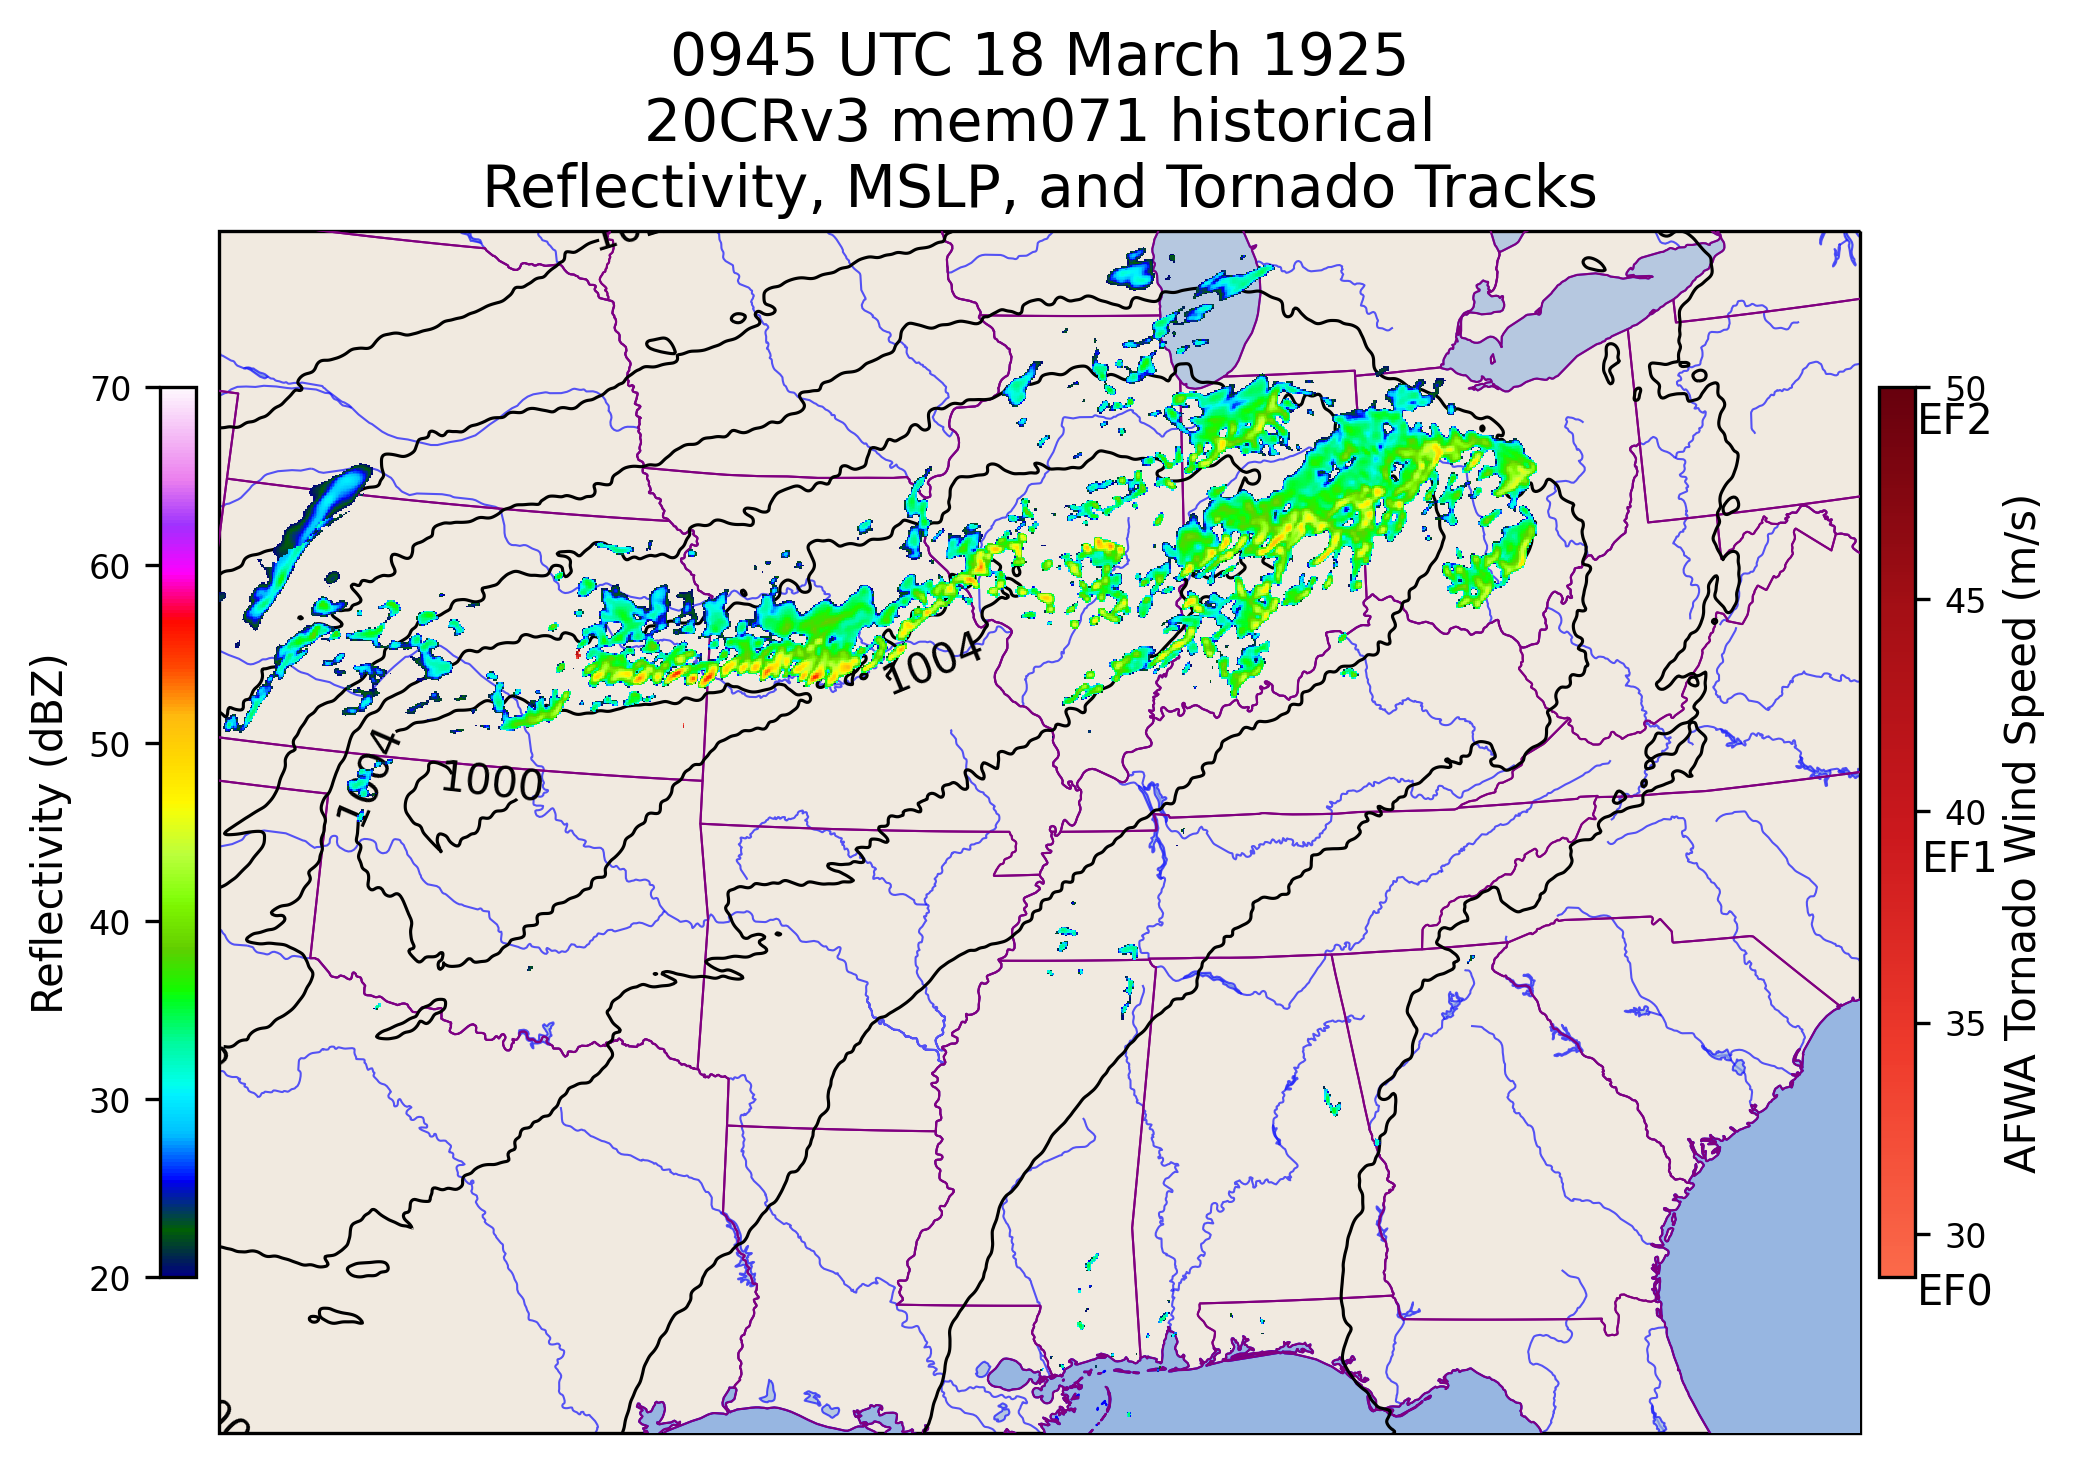 0945 UTC 18 March 1925
20CRv3 mem071 historical
Reflectivity, MSLP, and Tornado Tracks
70
60
50
40
30
20
Reflectivity (dBZ)
1004
1004
1000
50
EF2
45
40
EF1
35
30
EF0
AFWA Tornado Wind Speed (m/s)